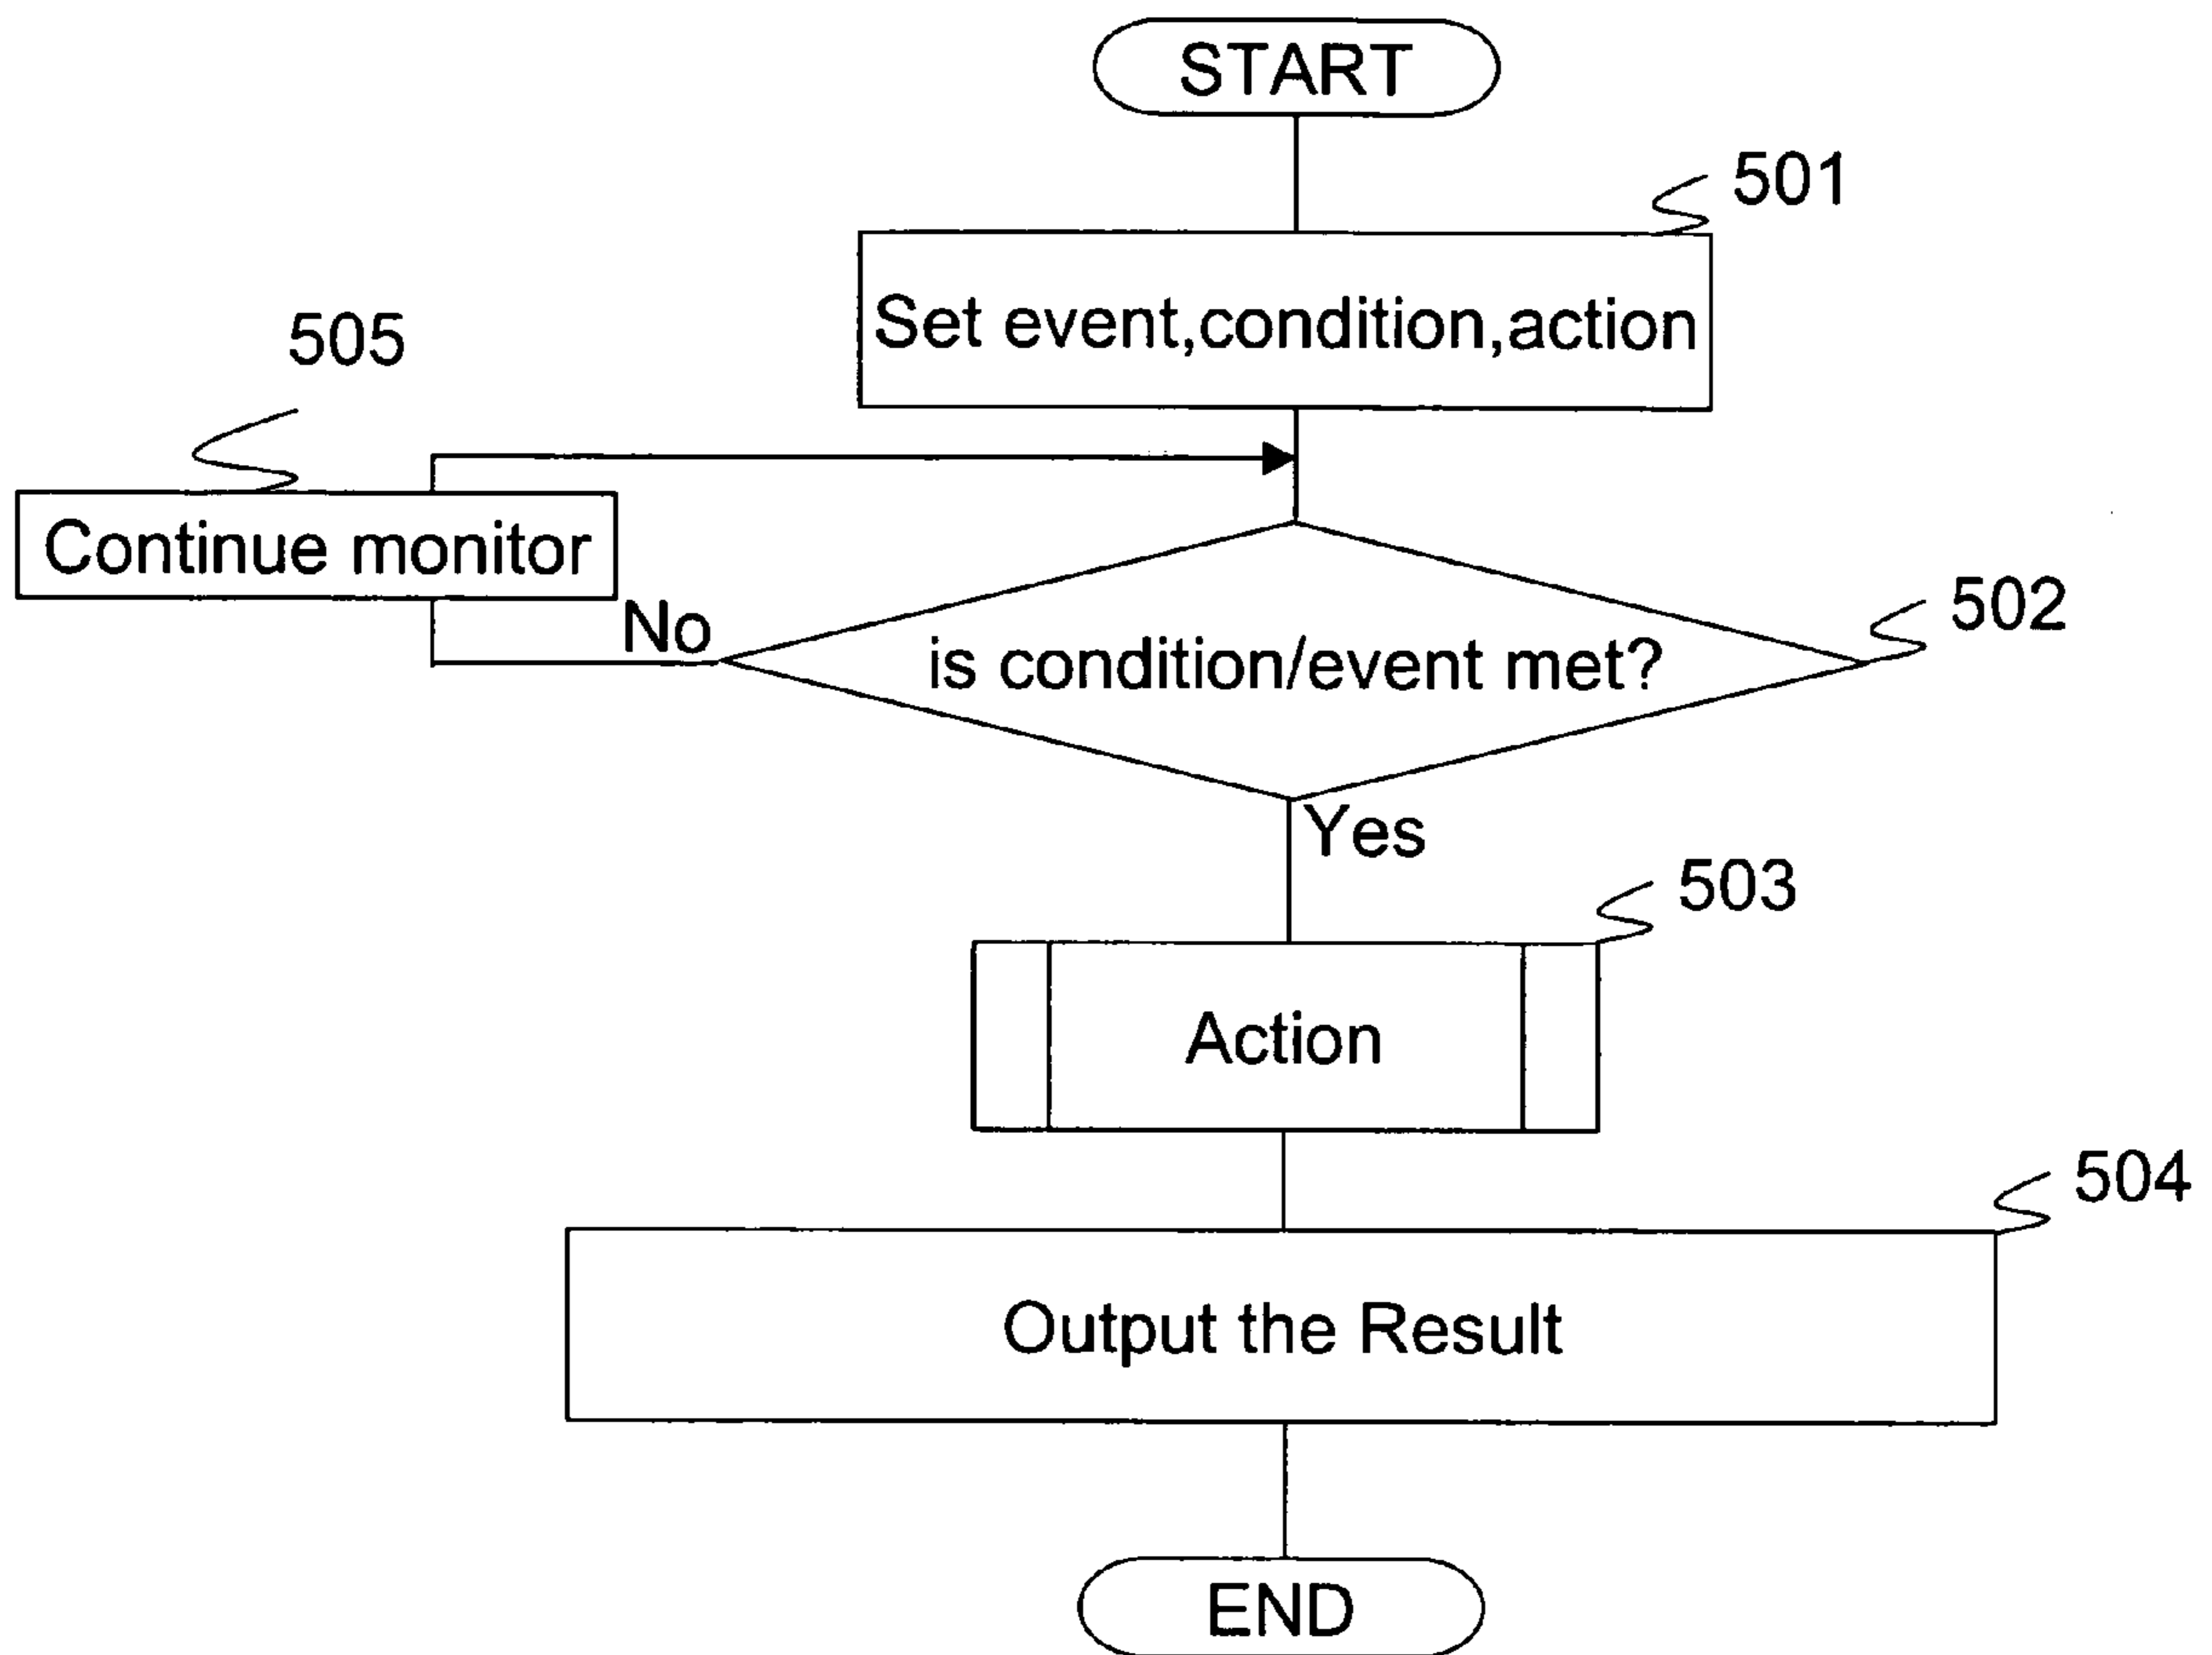 START
501
Set event,condition,action
505
Continue monitor
No
is condition/event met?
502
Yes
503
Action
504
Output the Result
END